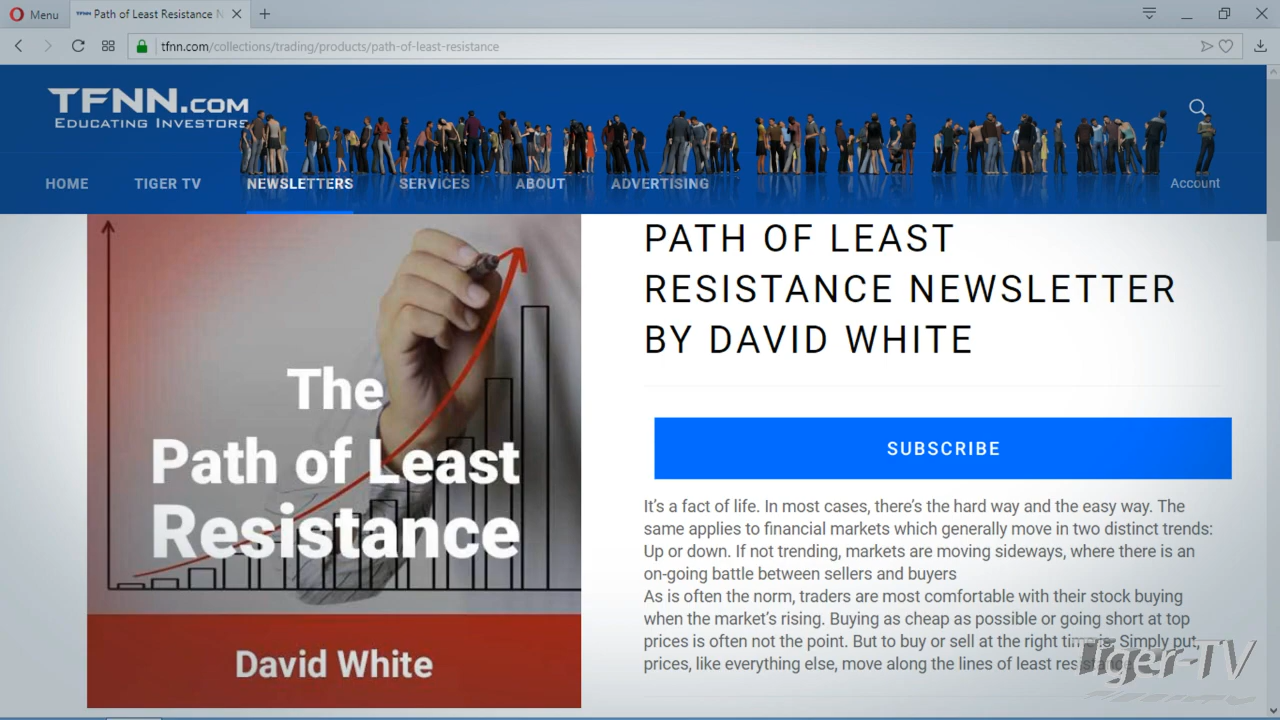 Menu
Path of Least Resistance N
tfnn.com/collections/trading/products/path-of-least-resistance
TFNN.COM
EDUCATING INVESTORS
HOME
TIGER TV
NEWSLETTERS
SERVICES
ABOUT
ADVERTISING
Account
The
Path of Least
Resistance
David White
PATH OF LEAST
RESISTANCE NEWSLETTER
BY DAVID WHITE
SUBSCRIBE
It’s a fact of life. In most cases, there’s the hard way and the easy way. The
same applies to financial markets which generally move in two distinct trends:
Up or down. If not trending, markets are moving sideways, where there is an
on-going battle between sellers and buyers
As is often the norm, traders are most comfortable with their stock buying
when the market’s rising. Buying as cheap as possible or going short at top
prices is often not the point. But to buy or sell at the right time is. Simply put,
prices, like everything else, move along the lines of least resistance
Tiger-TV